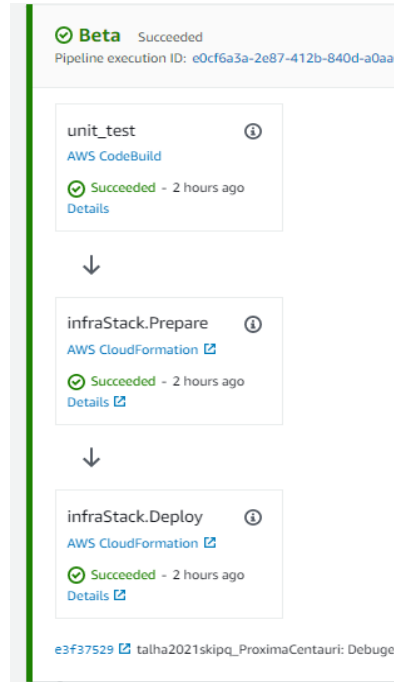 Beta Succeeded
Pipeline execution ID: e0cf6a3a-2e87-412b-840d-a0aa
unit_test
AWS CodeBuild
Succeeded - 2 hours ago
Details
infraStack.Prepare
AWS CloudFormation
Succeeded - 2 hours ago
Details
infraStack.Deploy
AWS CloudFormation
Succeeded - 2 hours ago
Details
e3f37529 talha2021skipq_ProximaCentauri: Debuge